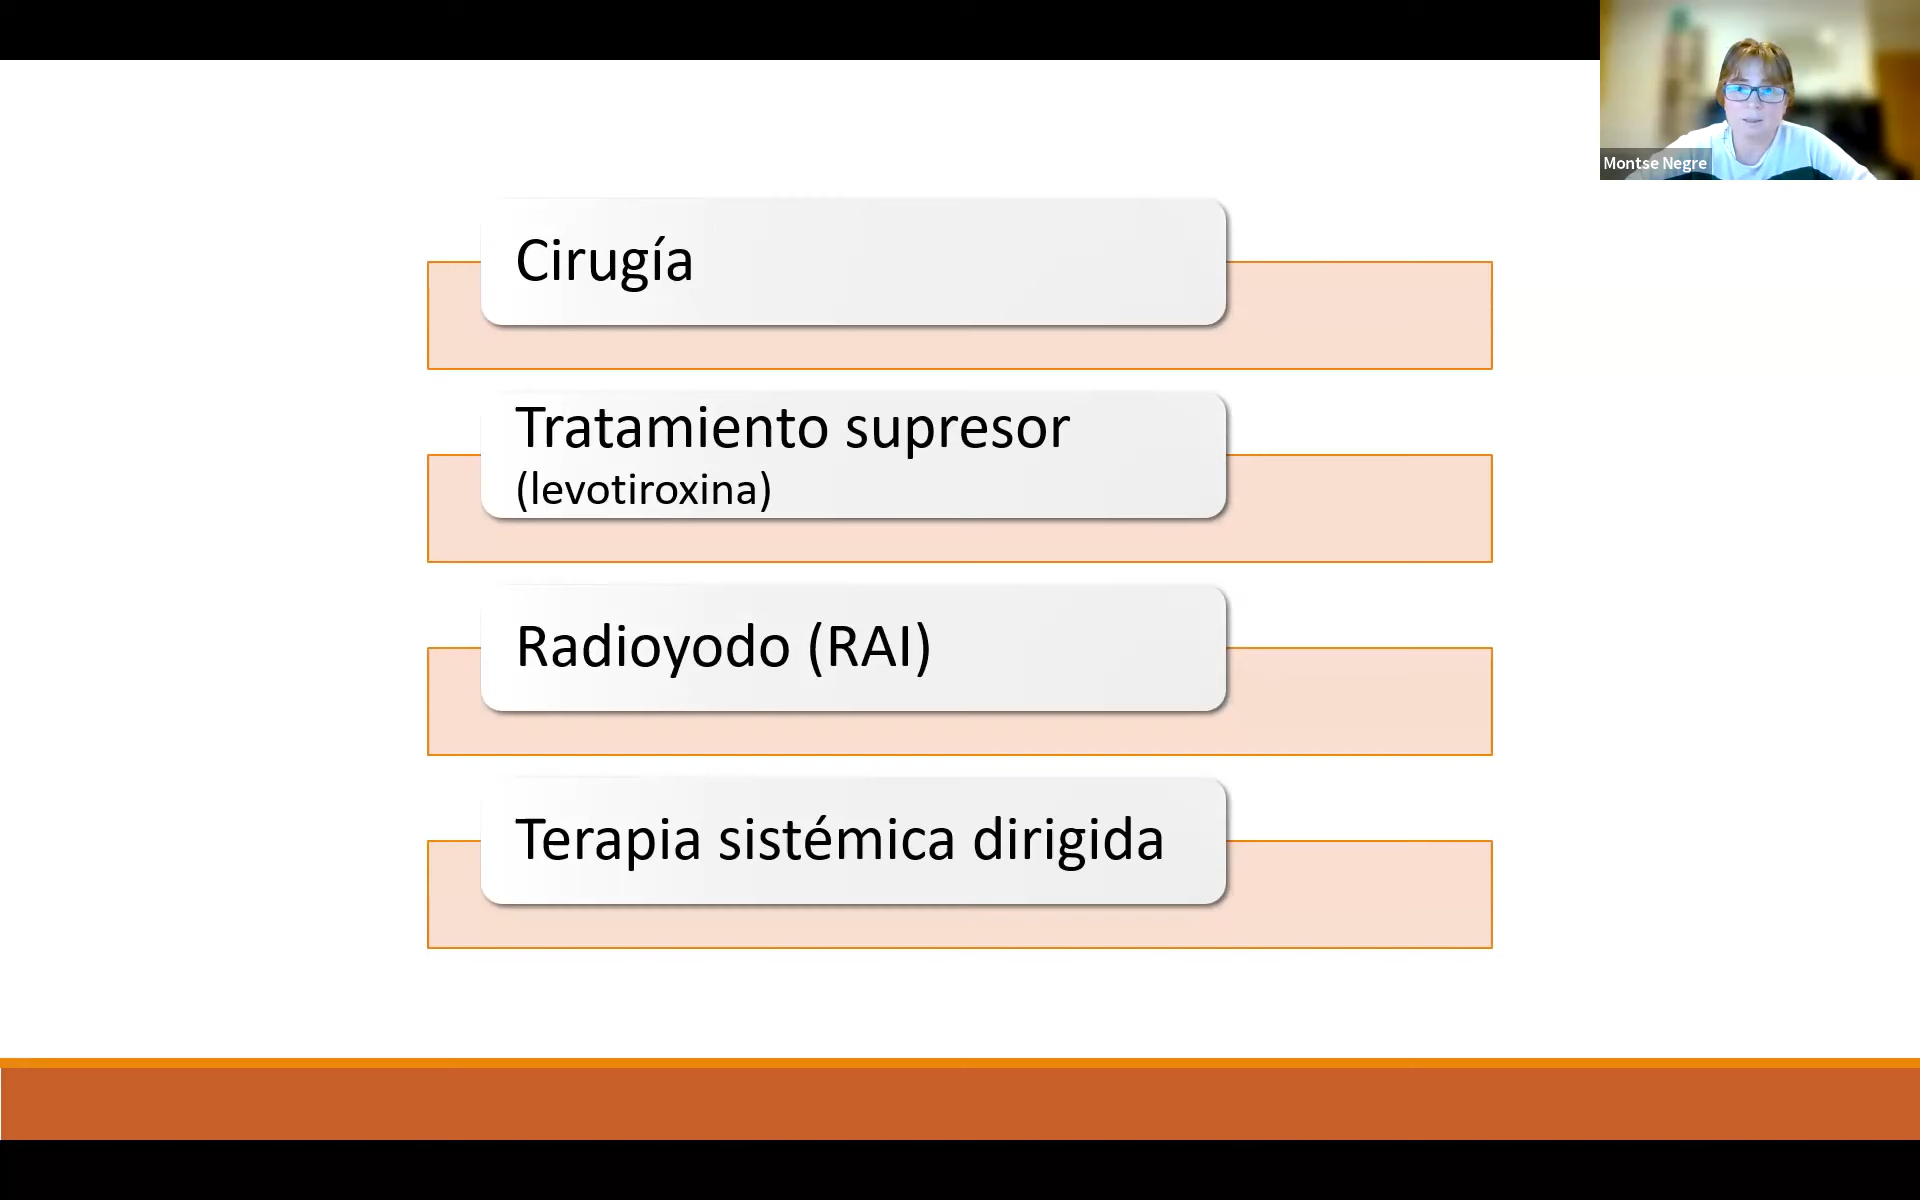 Montse Negre
Cirugía
Tratamiento supresor
(levotiroxina)
Radioyodo (RAI)
Terapia sistémica dirigida